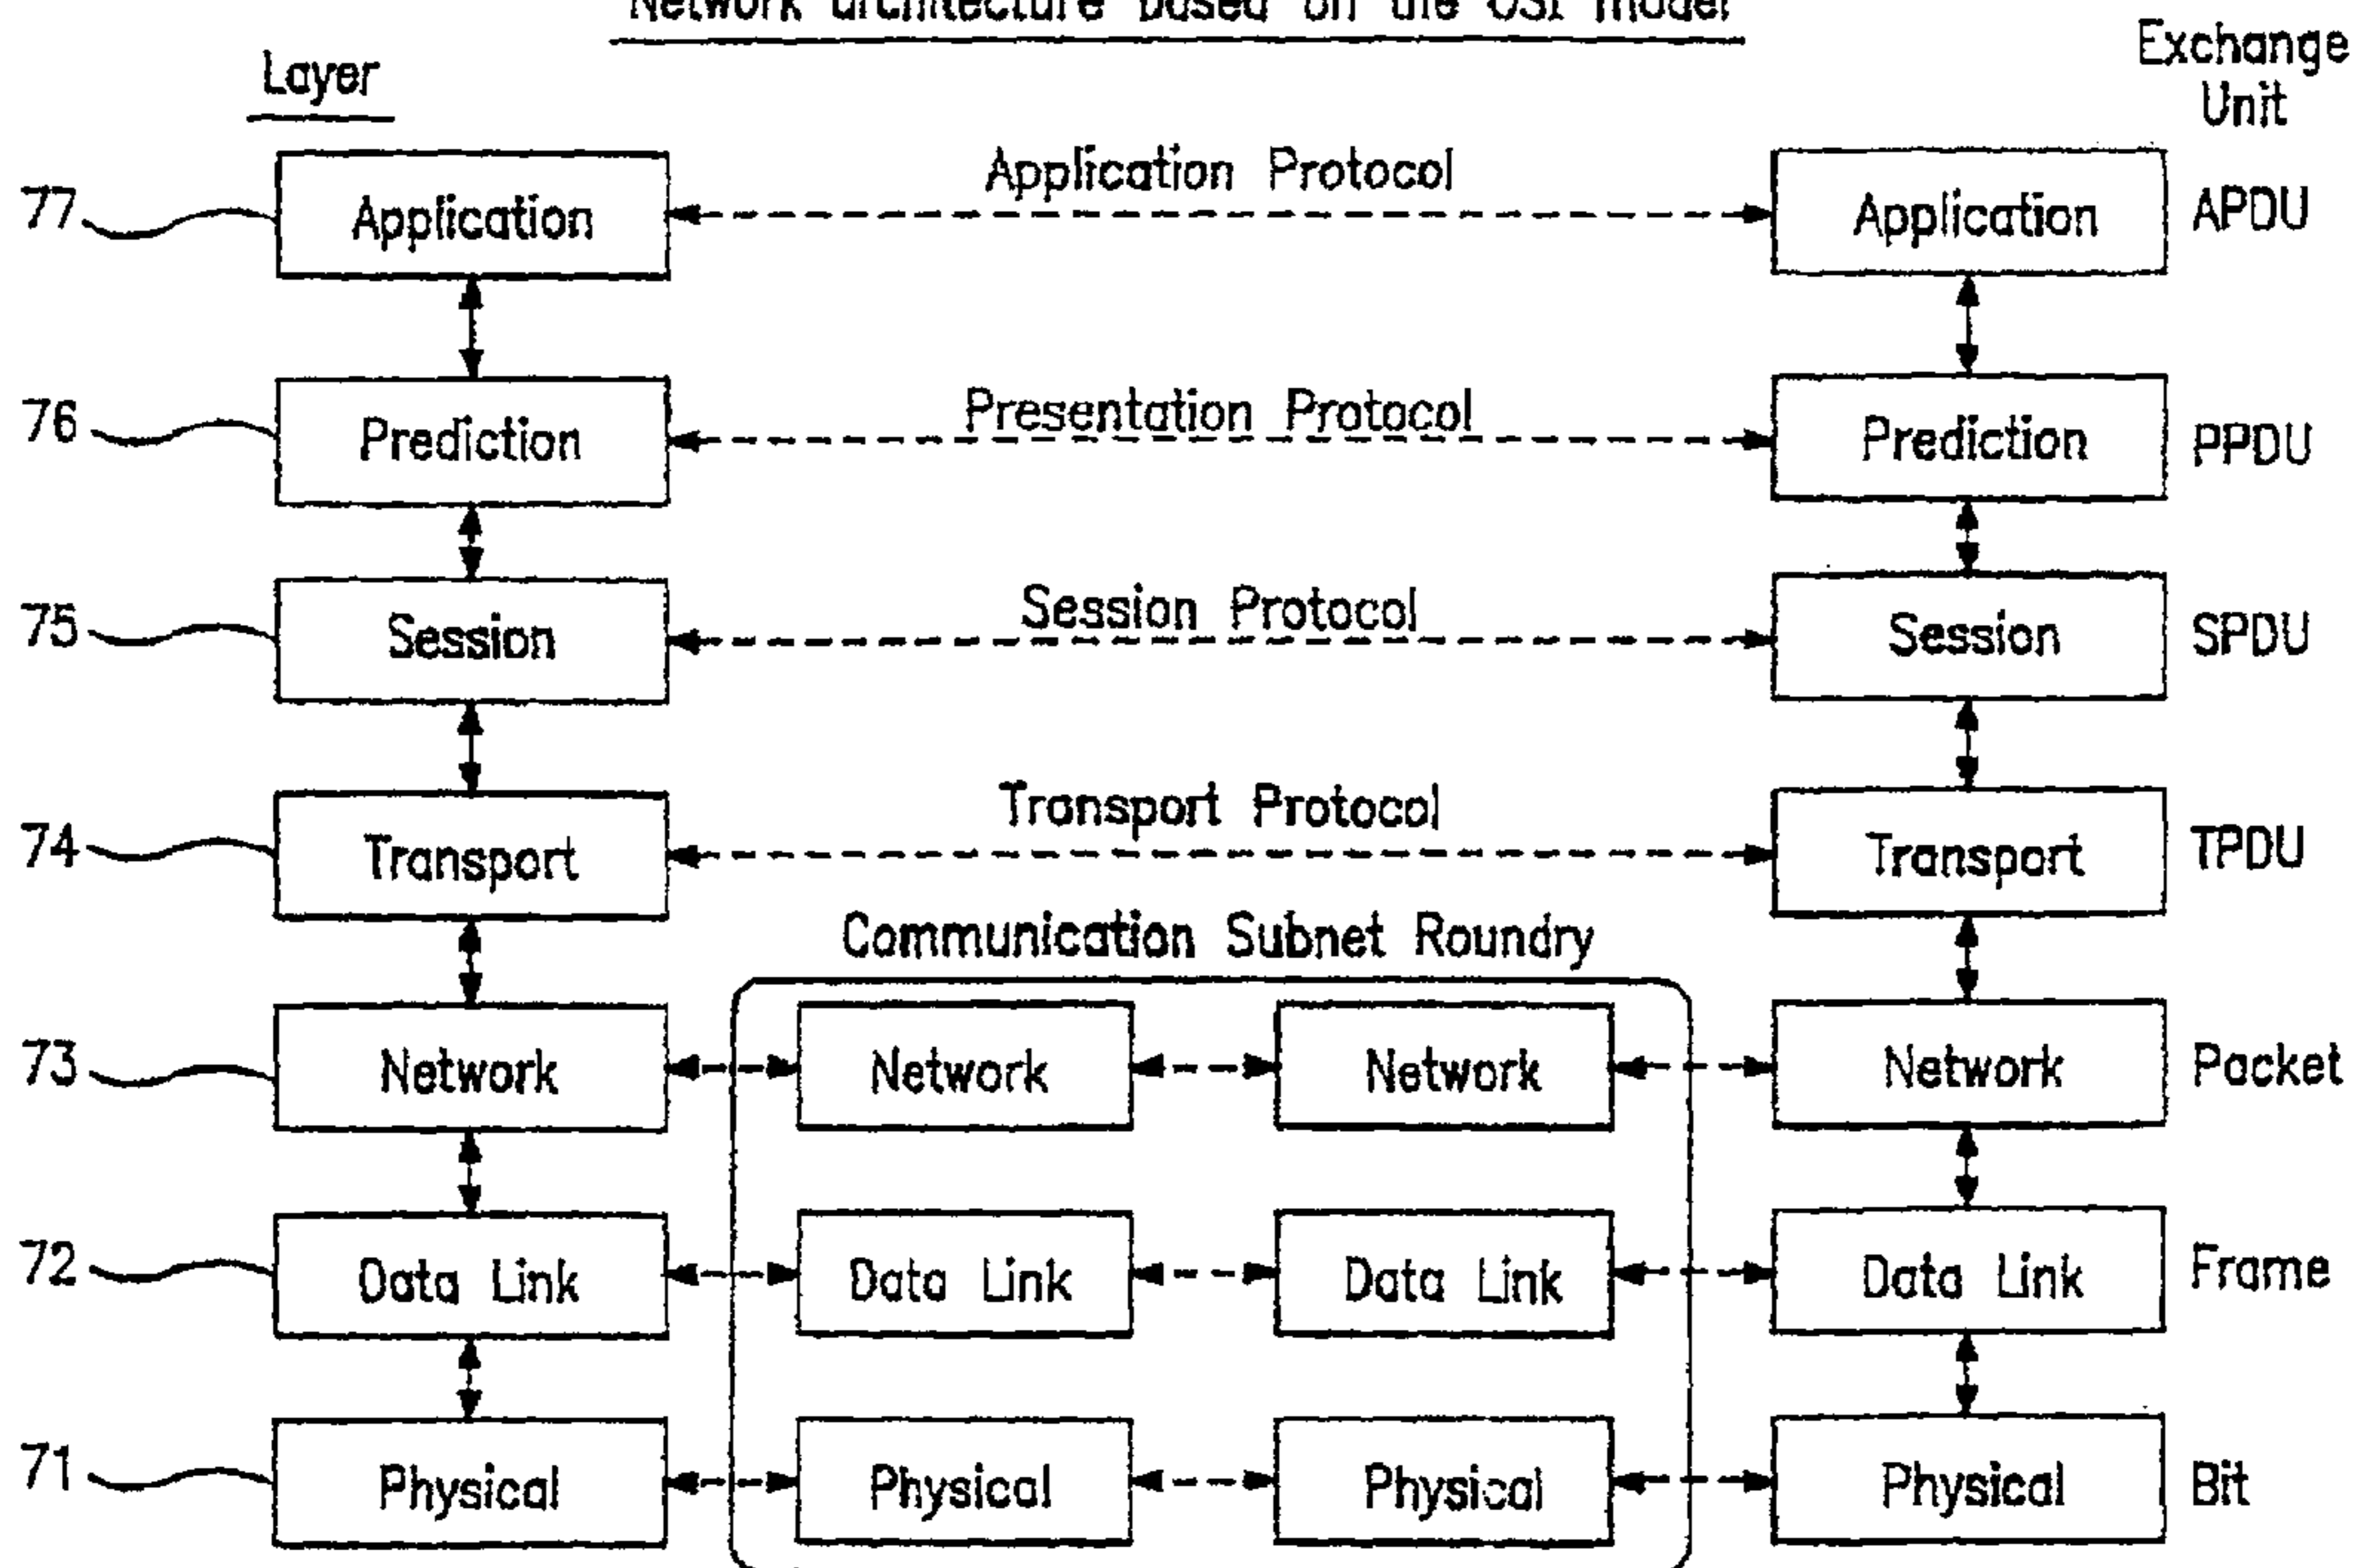 Network architecture based on the OSI model
Layer
Exchange
Unit
77
Application
Application Protocol
Application
APDU
76
Prediction
Presentation Protocol
Prediction
PPDU
75
Session
Session Protocol
Session
SPDU
74
Transport
Transport Protocol
Transport
TPDU
Communication Subnet Roundry
73
Network
Network
Network
Network
Packet
72
Data Link
Data Link
Data Link
Data Link
Frame
71
Physical
Physical
Physical
Physical
Bit